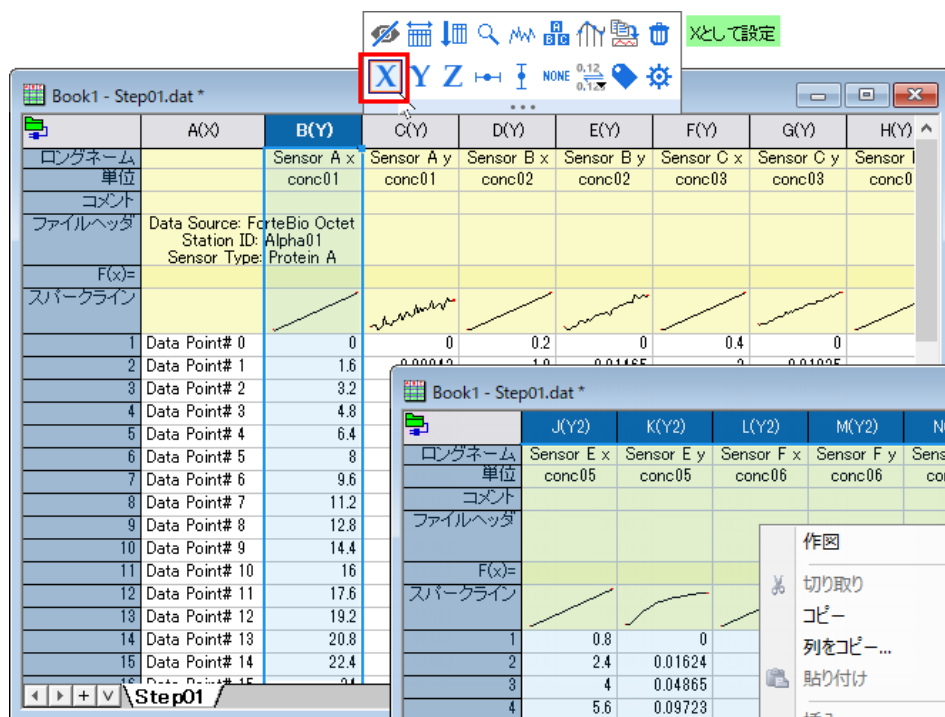 Xとして設定
X Y Z NONE 0.12 0.123
Book1 - Step01.dat *
A(X) B(Y) C(Y) D(Y) E(Y) F(Y) G(Y) H(Y)
ロングネーム Sensor A x Sensor A y Sensor B x Sensor B y Sensor C x Sensor C y Sensor
単位 conc01 conc01 conc02 conc02 conc03 conc03 conc0
コメント
ファイルヘッダ Data Source: ForteBio Octet
Station ID: Alpha01
Sensor Type: Protein A
F(x)=
スパークライン
1 Data Point# 0 0 0 0.2 0 0.4 0
2 Data Point# 1 1.6
3 Data Point# 2 3.2
4 Data Point# 3 4.8
5 Data Point# 4 6.4
6 Data Point# 5 8
7 Data Point# 6 9.6
8 Data Point# 7 11.2
9 Data Point# 8 12.8
10 Data Point# 9 14.4
11 Data Point# 10 16
12 Data Point# 11 17.6
13 Data Point# 12 19.2
14 Data Point# 13 20.8
15 Data Point# 14 22.4
Step01
Book1 - Step01.dat *
J(Y2) K(Y2) L(Y2) M(Y2)
ロングネーム Sensor E x Sensor E y Sensor F x Sensor F y Sens
単位 conc05 conc05 conc06 conc06 co
コメント
ファイルヘッダ
F(x)=
スパークライン
1 0.8 0
2 2.4 0.01624
3 4 0.04865
4 5.6 0.09723
作図
切り取り
コピー
列をコピー...
貼り付け